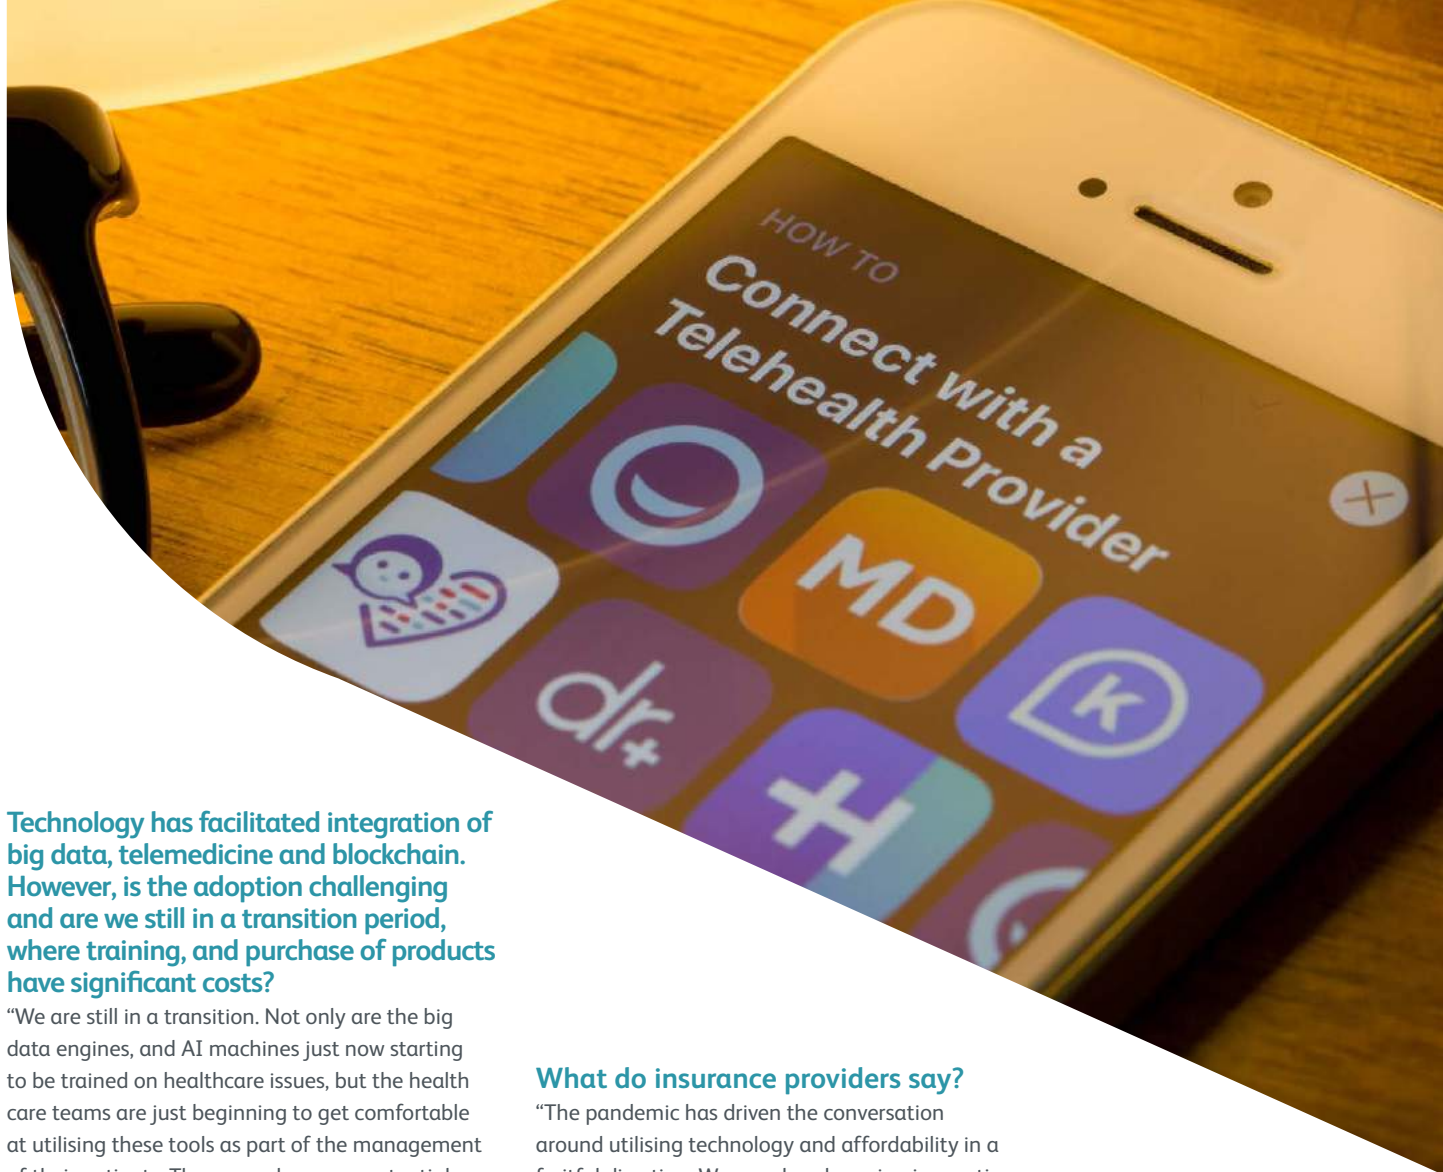 HOW TO
Connect with a
Telehealth Provider
MD
k
dr+
H
Technology has facilitated integration of
big data, telemedicine and blockchain.
However, is the adoption challenging
and are we still in a transition period,
where training, and purchase of products
have significant costs?
“We are still in a transition. Not only are the big
data engines, and AI machines just now starting
to be trained on healthcare issues, but the health
care teams are just beginning to get comfortable
at utilising these tools as part of the management
What do insurance providers say?
“The pandemic has driven the conversation
around utilising technology and affordability in a